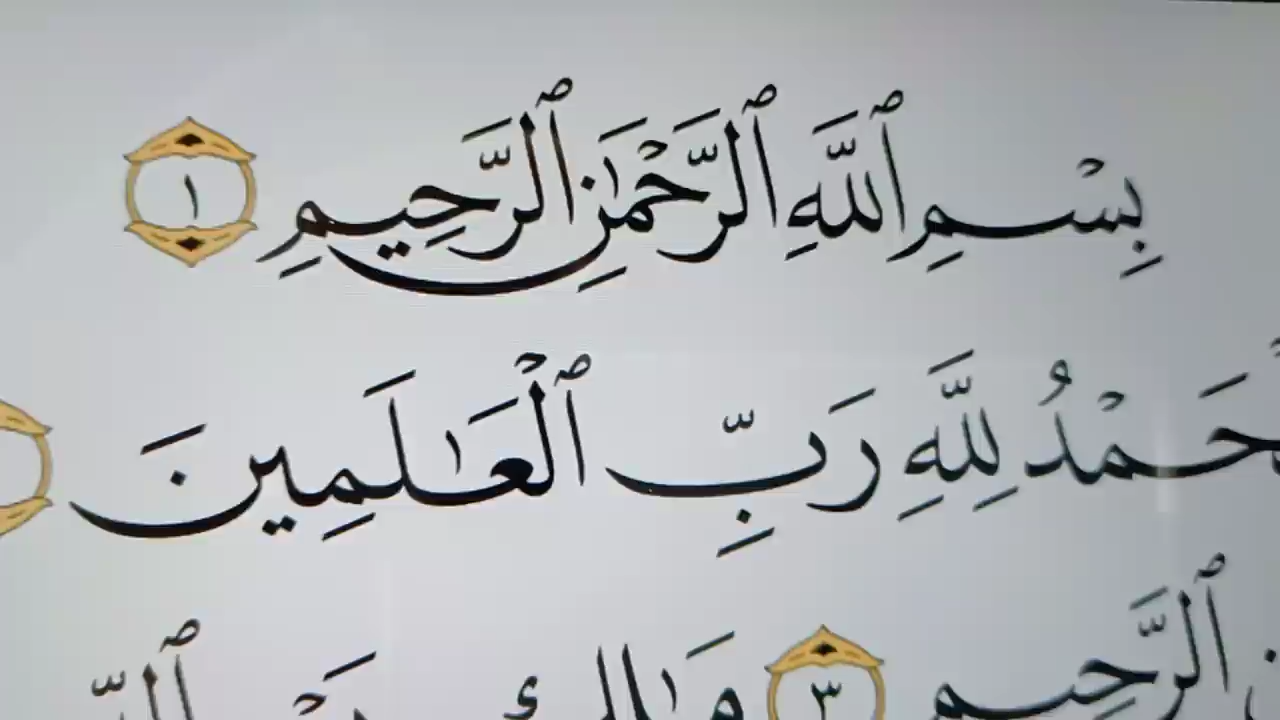 بِسْمِ ٱللَّهِ ٱلرَّحْمَٰنِ ٱلرَّحِيمِ ١
حَمْدُ لِلَّهِ رَبِّ ٱلْعَٰلَمِينَ
ٱلرَّحِيمِ ٣ مَٰلِكِ